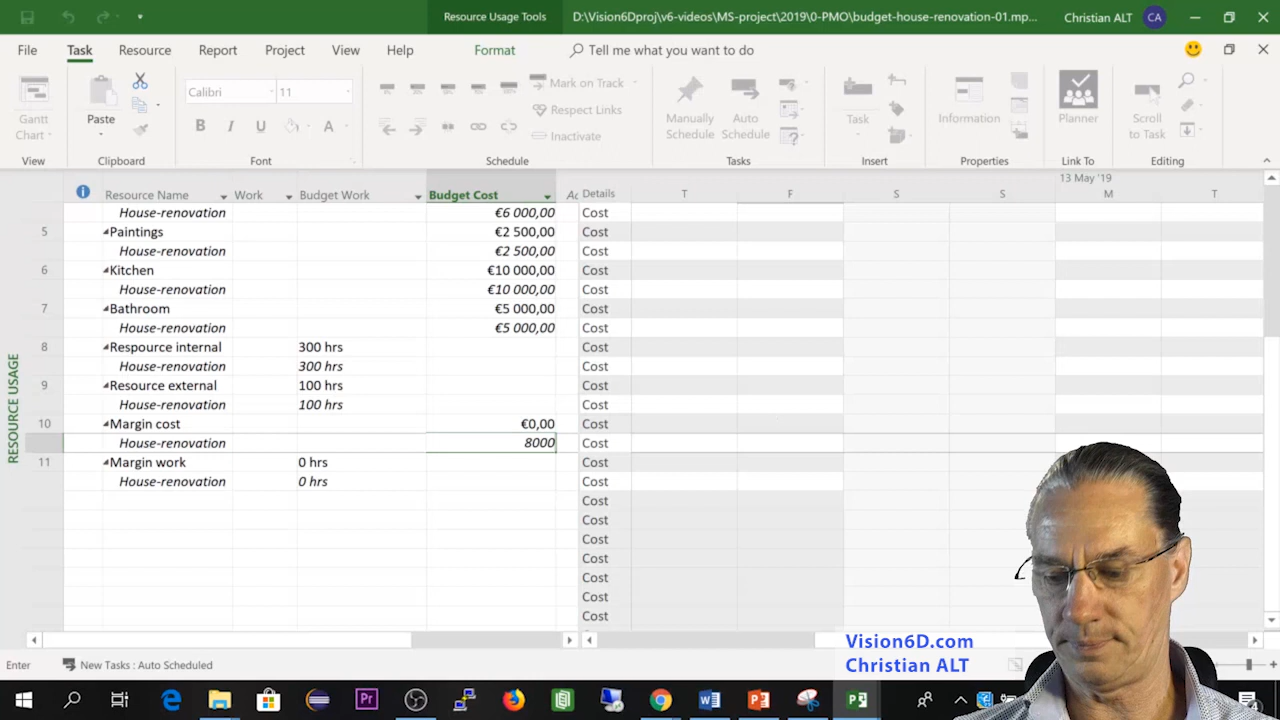 Resource Usage Tools D:\Vision6Dproj\v6-videos\MS-project\2019\0-PMO\budget-house-renovation-01.mp... Christian ALT CA
File Task Resource Report Project View Help Format Tell me what you want to do
Calibri 11 Mark on Track
Respect Links
Inactivate
Gantt Chart Paste Manually Schedule Auto Schedule Task Information Planner Scroll to Task
View Clipboard Font Schedule Tasks Insert Properties Link To Editing
13 May '19
Resource Name Work Budget Work Budget Cost Ac Details T F S S M T
House-renovation €6 000,00 Cost
5 Paintings €2 500,00 Cost
House-renovation €2 500,00 Cost
6 Kitchen €10 000,00 Cost
House-renovation €10 000,00 Cost
7 Bathroom €5 000,00 Cost
House-renovation €5 000,00 Cost
8 Respource internal 300 hrs Cost
House-renovation 300 hrs Cost
9 Resource external 100 hrs Cost
House-renovation 100 hrs Cost
10 Margin cost €0,00 Cost
House-renovation 8000 Cost
11 Margin work 0 hrs Cost
House-renovation 0 hrs Cost
Cost
Cost
Cost
Cost
Cost
Cost
Cost
RESOURCE USAGE
Vision6D.com
Christian ALT
Enter New Tasks : Auto Scheduled